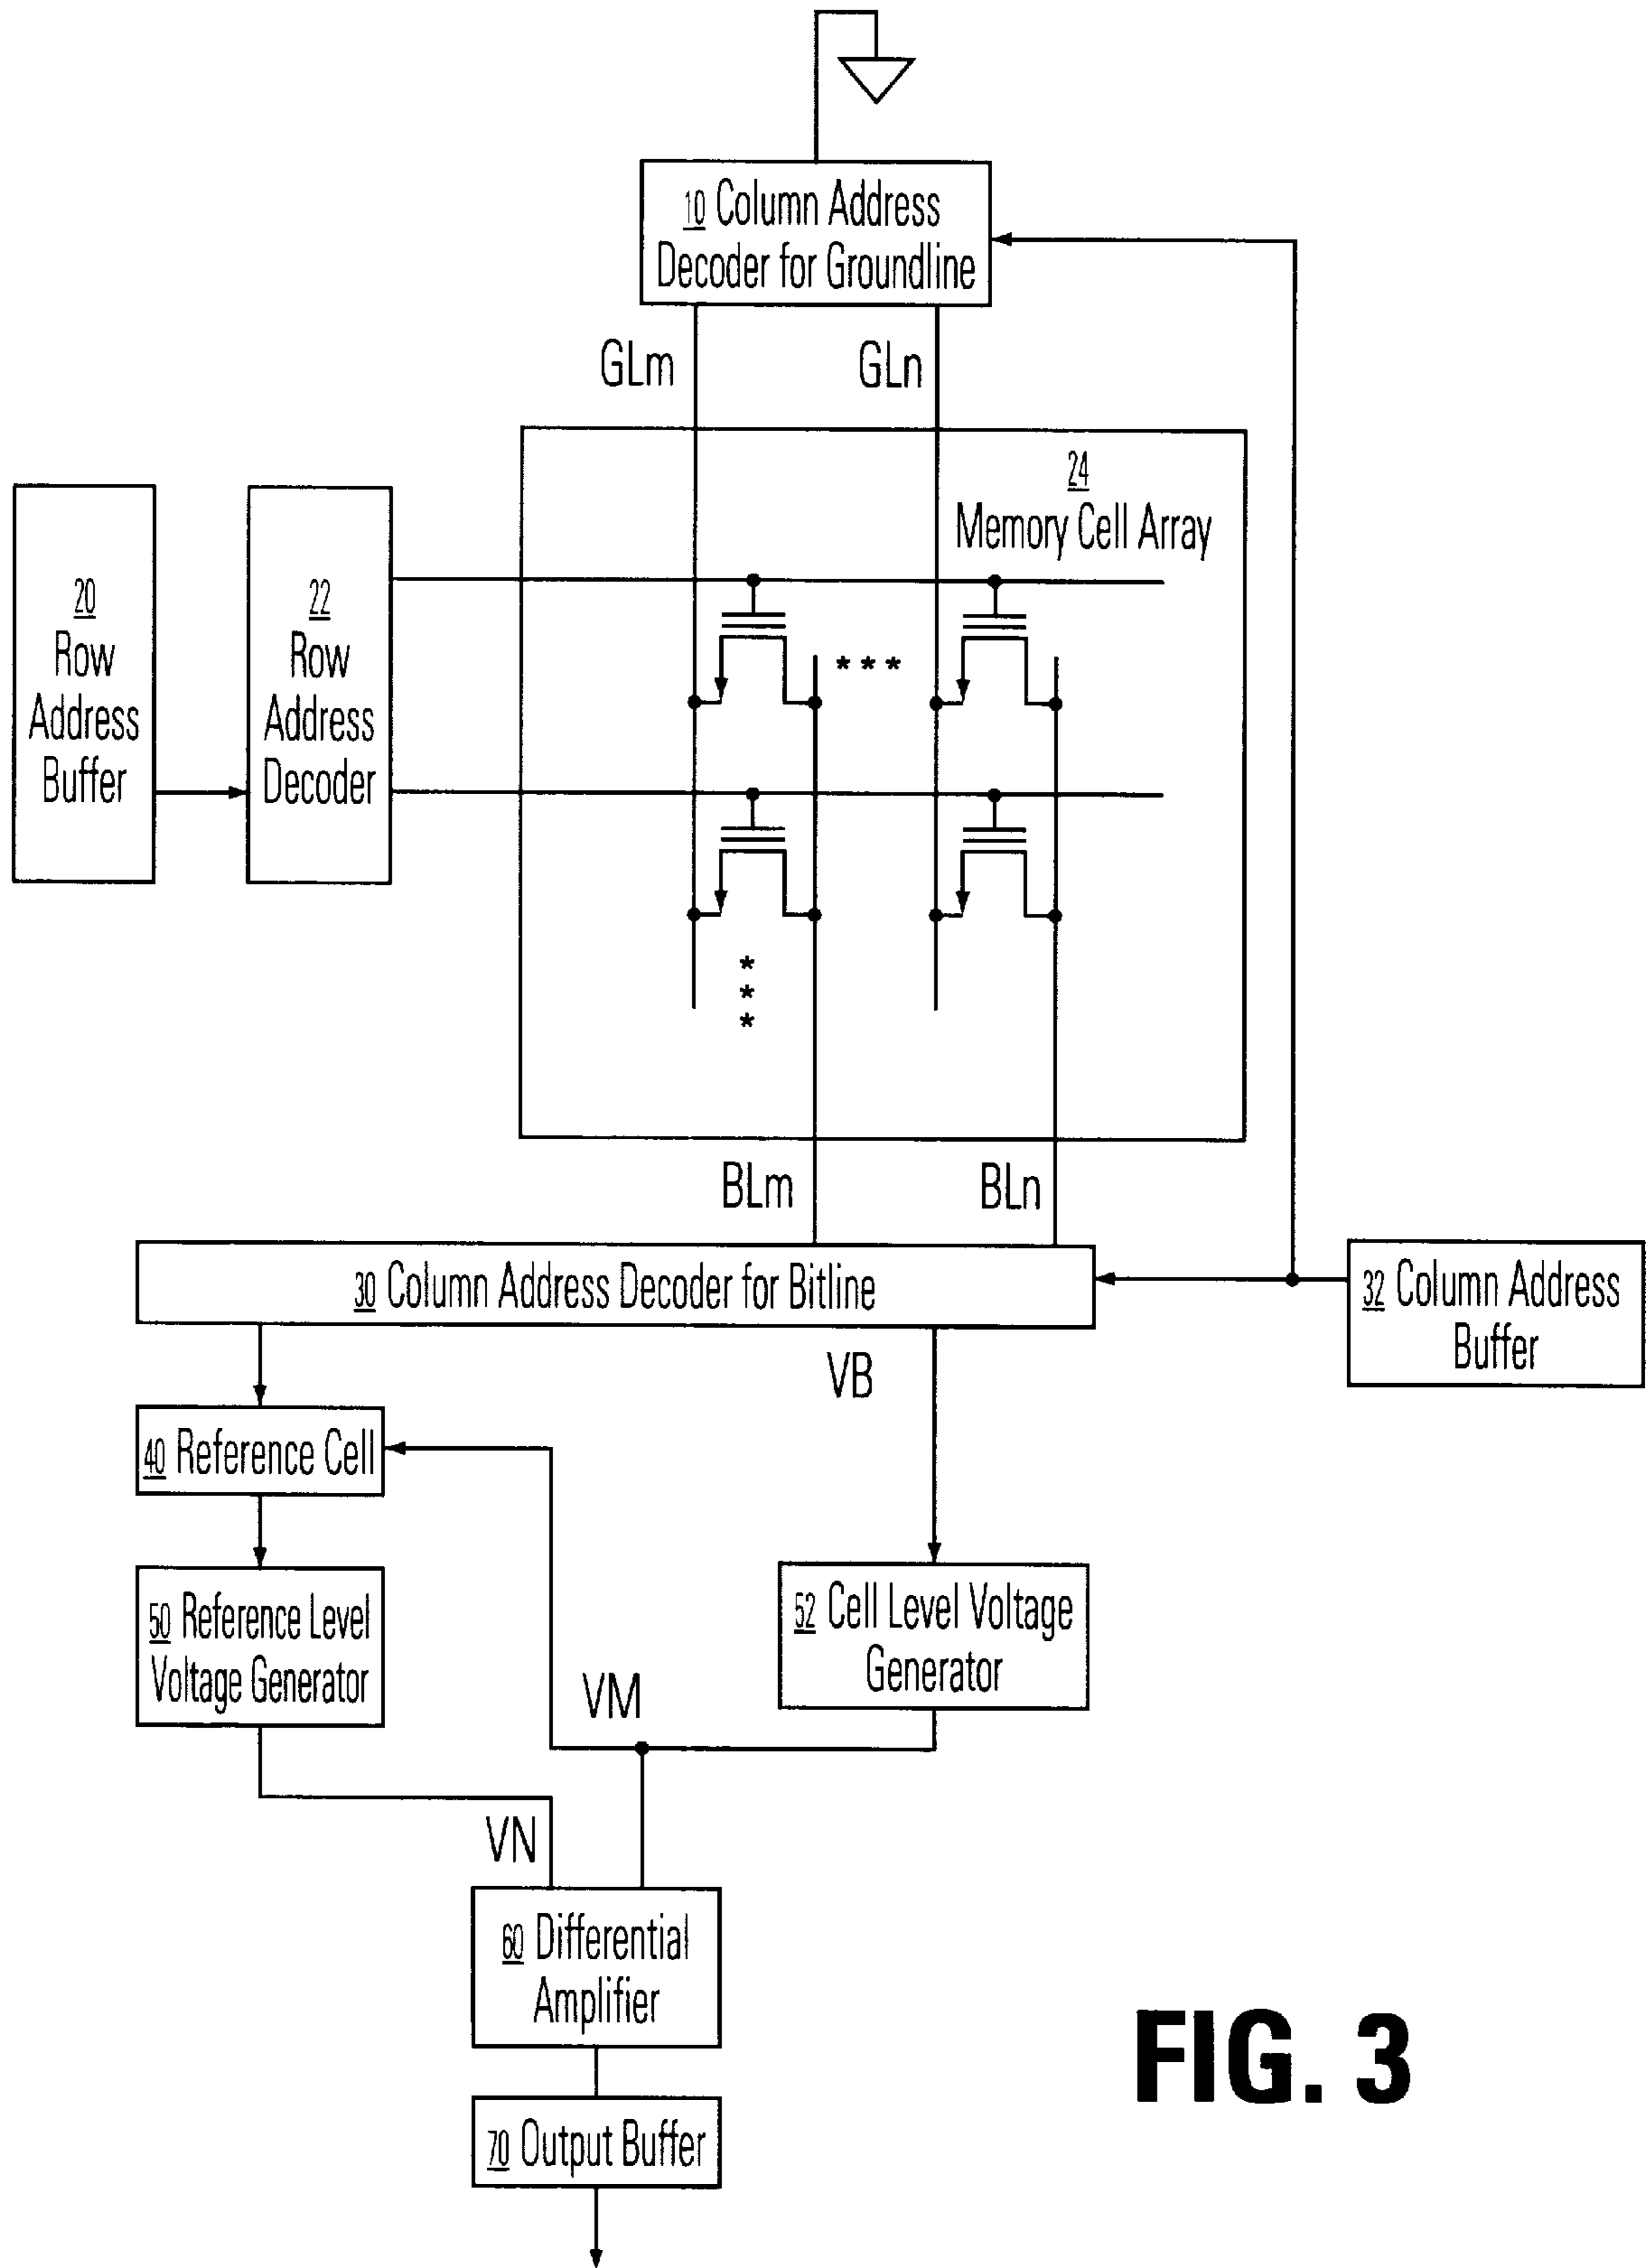 10 Column Address
Decoder for Groundline
GLm
GLn
24
Memory Cell Array
20
Row
Address
Buffer
22
Row
Address
Decoder
* * *
*
*
*
BLm
BLn
30 Column Address Decoder for Bitline
32 Column Address
Buffer
VB
40 Reference Cell
50 Reference Level
Voltage Generator
52 Cell Level Voltage
Generator
VM
VN
60 Differential
Amplifier
70 Output Buffer
FIG. 3